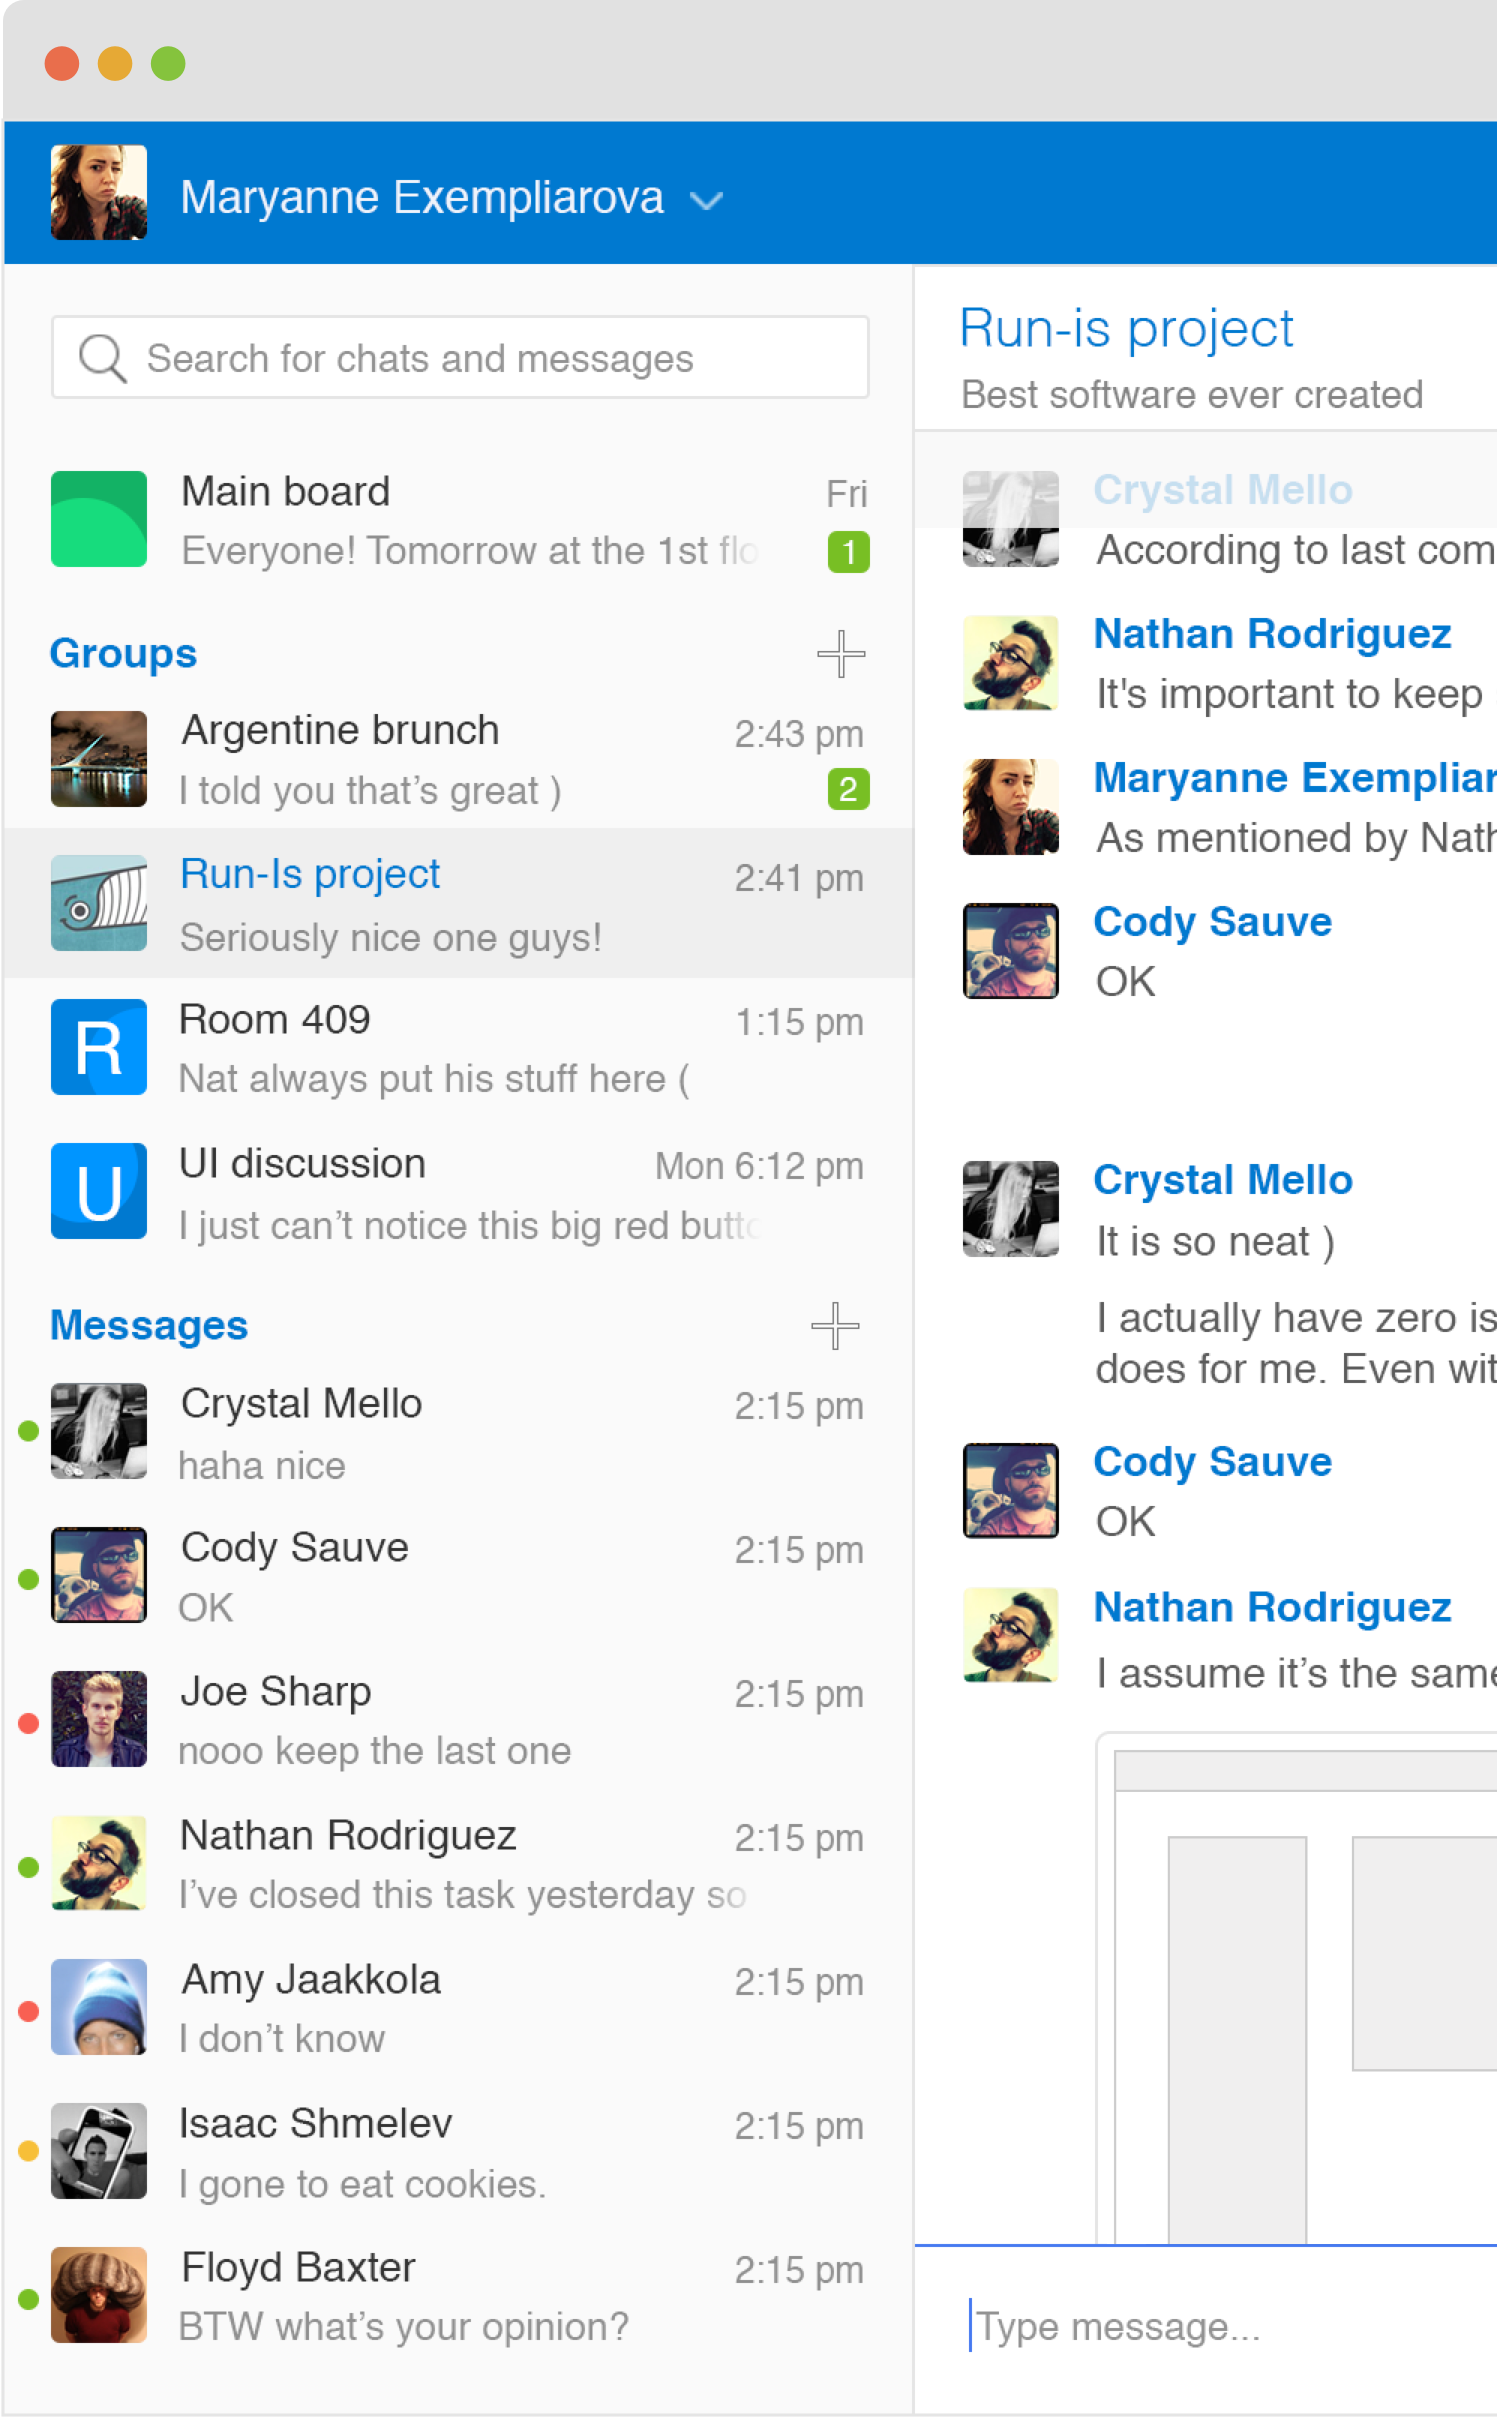 Maryanne Exempliarova
Search for chats and messages
Main board
Fri
Everyone! Tomorrow at the 1st flo
1
Groups
Argentine brunch
2:43 pm
I told you that’s great )
2
Run-Is project
2:41 pm
Seriously nice one guys!
R
Room 409
1:15 pm
Nat always put his stuff here (
U
UI discussion
Mon 6:12 pm
I just can’t notice this big red butto
Messages
Crystal Mello
2:15 pm
haha nice
Cody Sauve
2:15 pm
OK
Joe Sharp
2:15 pm
nooo keep the last one
Nathan Rodriguez
2:15 pm
I’ve closed this task yesterday so
Amy Jaakkola
2:15 pm
I don’t know
Isaac Shmelev
2:15 pm
I gone to eat cookies.
Floyd Baxter
2:15 pm
BTW what’s your opinion?
Run-is project
Best software ever created
Crystal Mello
According to last com
Nathan Rodriguez
It's important to keep
Maryanne Exempliar
As mentioned by Nath
Cody Sauve
OK
Crystal Mello
It is so neat )
I actually have zero is
does for me. Even wit
Cody Sauve
OK
Nathan Rodriguez
I assume it’s the same
Type message...